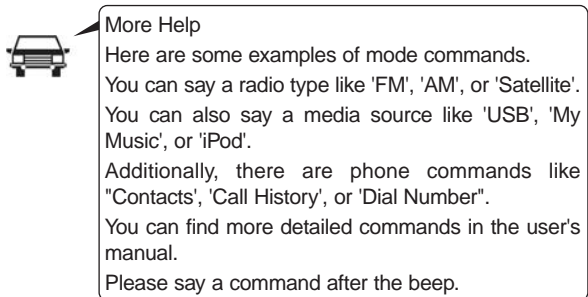 More Help
Here are some examples of mode commands.
You can say a radio type like 'FM', 'AM', or 'Satellite'.
You can also say a media source like 'USB', 'My
Music', or 'iPod'.
Additionally, there are phone commands like
"Contacts', 'Call History', or 'Dial Number".
You can find more detailed commands in the user's
manual.
Please say a command after the beep.